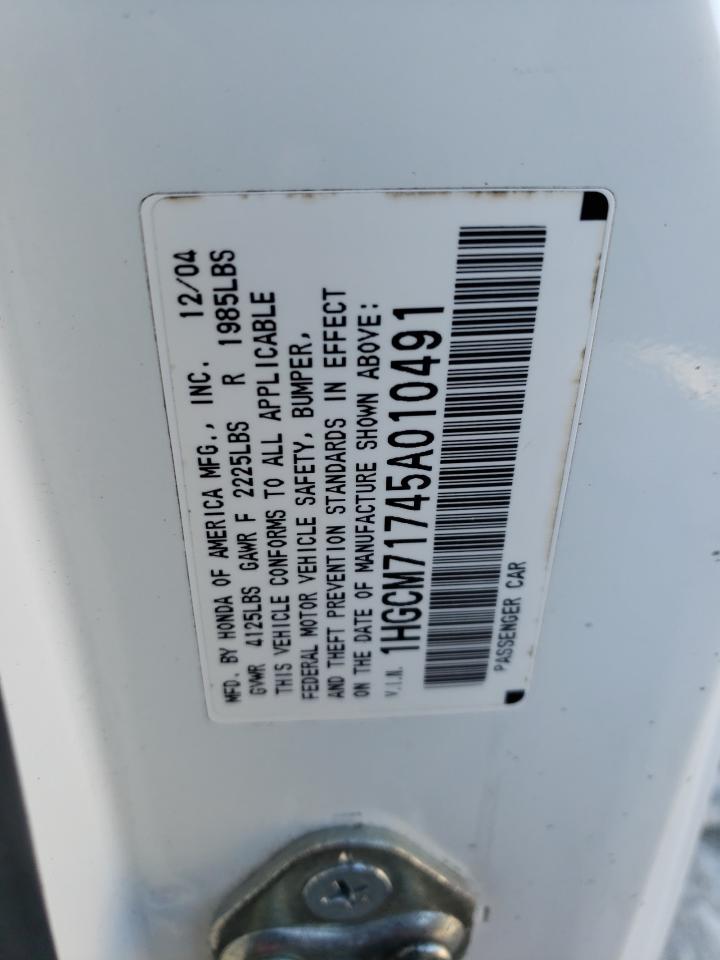 MFD. BY HONDA OF AMERICA MFG., INC. 12/04
GVWR 4125LBS GAWR F 2225LBS R 1985LBS
THIS VEHICLE CONFORMS TO ALL APPLICABLE
FEDERAL MOTOR VEHICLE SAFETY, BUMPER,
AND THEFT PREVENTION STANDARDS IN EFFECT
ON THE DATE OF MANUFACTURE SHOWN ABOVE:
V.I.N. 1HGCM71745A010491
PASSENGER CAR